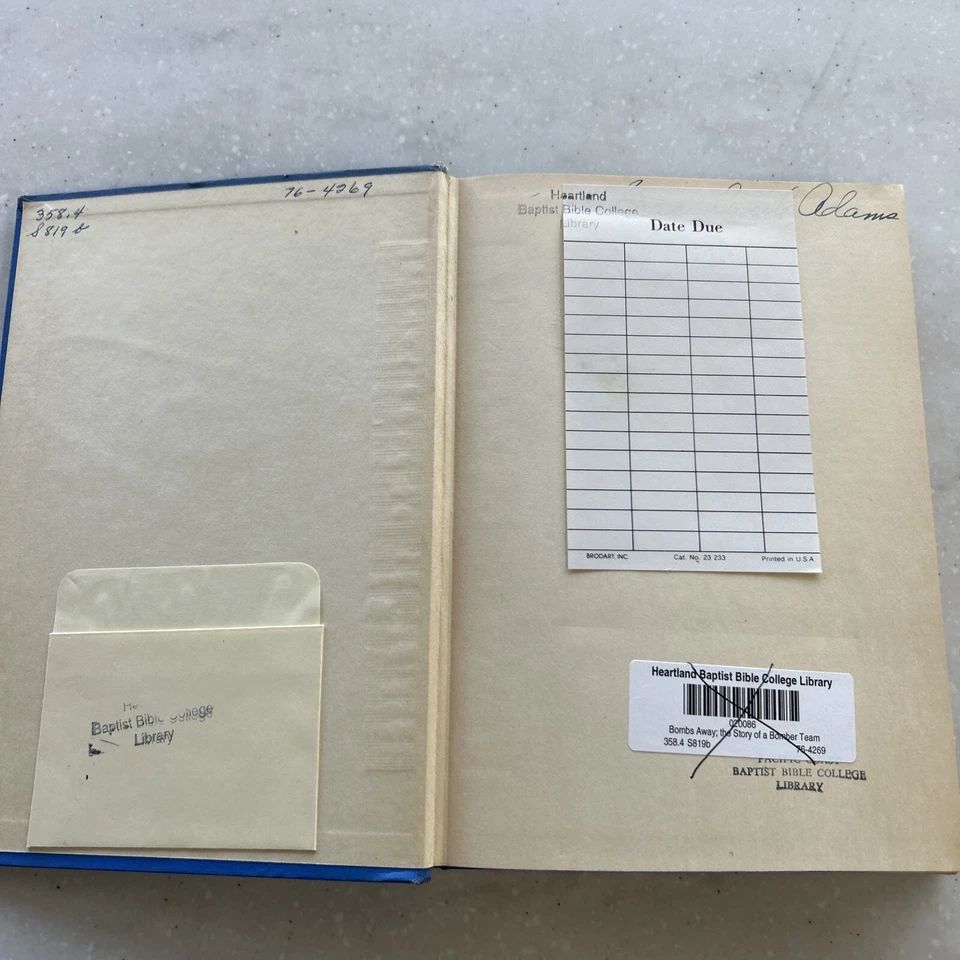 76-4269
358.4
S819b
Baptist
Library
Heartland
Baptist Bible College
Library
Adams
Date Due
BRODART, INC.
Cat. No. 23 233
Printed in U.S.A
Heartland Baptist Bible College Library
020086
Bombs Away; the Story of a Bomber Team
358.4 S819b
76-4269
BAPTIST BIBLE COLLEGE
LIBRARY